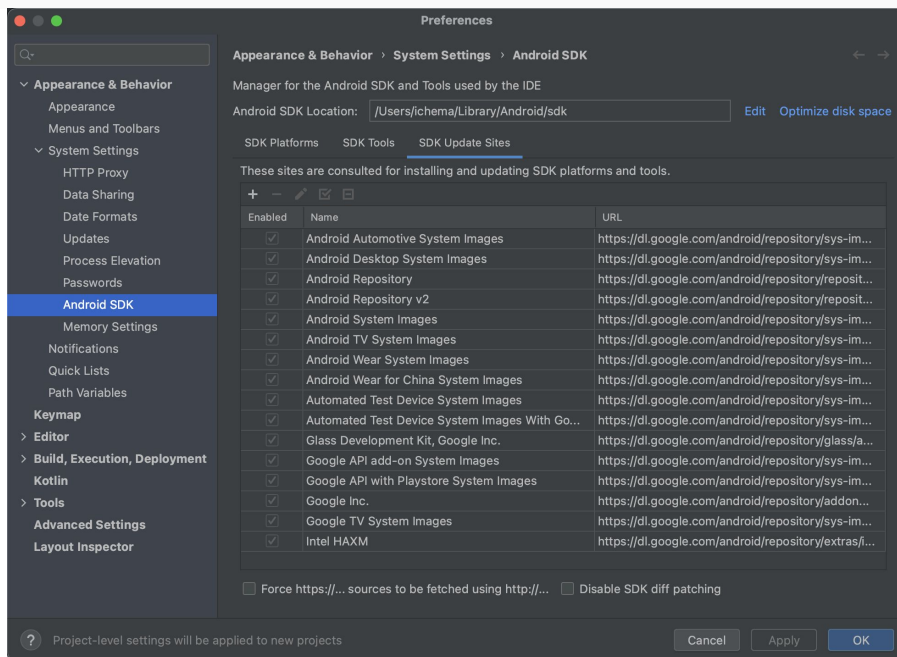 Preferences
Appearance & Behavior › System Settings › Android SDK
Appearance & Behavior
Appearance
Menus and Toolbars
System Settings
HTTP Proxy
Data Sharing
Date Formats
Updates
Process Elevation
Passwords
Android SDK
Memory Settings
Notifications
Quick Lists
Path Variables
Keymap
Editor
Build, Execution, Deployment
Kotlin
Tools
Advanced Settings
Layout Inspector
Manager for the Android SDK and Tools used by the IDE
Android SDK Location: /Users/ichema/Library/Android/sdk Edit Optimize disk space
SDK Platforms SDK Tools SDK Update Sites
These sites are consulted for installing and updating SDK platforms and tools.
Enabled Name URL
Android Automotive System Images https://dl.google.com/android/repository/sys-im...
Android Desktop System Images https://dl.google.com/android/repository/sys-im...
Android Repository https://dl.google.com/android/repository/reposit...
Android Repository v2 https://dl.google.com/android/repository/reposit...
Android System Images https://dl.google.com/android/repository/sys-im...
Android TV System Images https://dl.google.com/android/repository/sys-im...
Android Wear System Images https://dl.google.com/android/repository/sys-im...
Android Wear for China System Images https://dl.google.com/android/repository/sys-im...
Automated Test Device System Images https://dl.google.com/android/repository/sys-im...
Automated Test Device System Images With Go... https://dl.google.com/android/repository/sys-im...
Glass Development Kit, Google Inc. https://dl.google.com/android/repository/glass/a...
Google API add-on System Images https://dl.google.com/android/repository/sys-im...
Google API with Playstore System Images https://dl.google.com/android/repository/sys-im...
Google Inc. https://dl.google.com/android/repository/addon...
Google TV System Images https://dl.google.com/android/repository/sys-im...
Intel HAXM https://dl.google.com/android/repository/extras/i...
Force https://... sources to be fetched using http://... Disable SDK diff patching
? Project-level settings will be applied to new projects
Cancel Apply OK